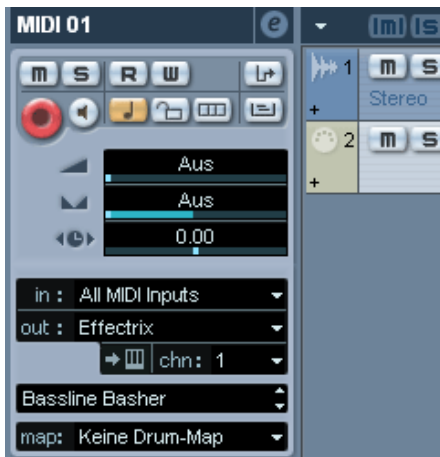 MIDI 01 e
m s
m S R W
1 m S
Stereo
+
Aus
2 m S
Aus
+
0.00
in : All MIDI Inputs
out : Effectrix
chn : 1
Bassline Basher
map: Keine Drum-Map